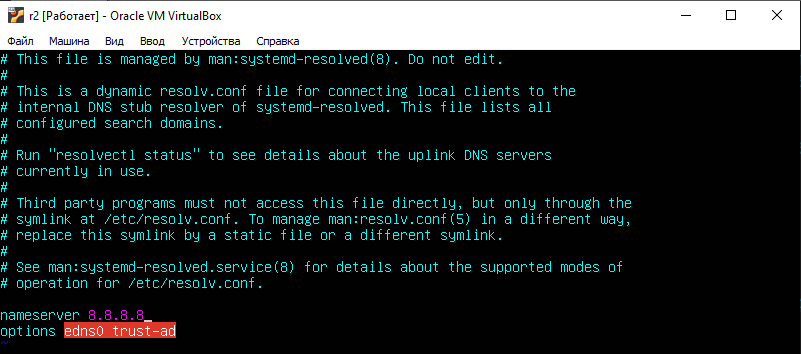 r2 [Работает] - Oracle VM VirtualBox
Файл Машина Вид Ввод Устройства Справка
# This file is managed by man:systemd-resolved(8). Do not edit.
#
# This is a dynamic resolv.conf file for connecting local clients to the
# internal DNS stub resolver of systemd-resolved. This file lists all
# configured search domains.
#
# Run "resolvectl status" to see details about the uplink DNS servers
# currently in use.
#
# Third party programs must not access this file directly, but only through the
# symlink at /etc/resolv.conf. To manage man:resolv.conf(5) in a different way,
# replace this symlink by a static file or a different symlink.
#
# See man:systemd-resolved.service(8) for details about the supported modes of
# operation for /etc/resolv.conf.

nameserver 8.8.8.8
options edns0 trust-ad
~